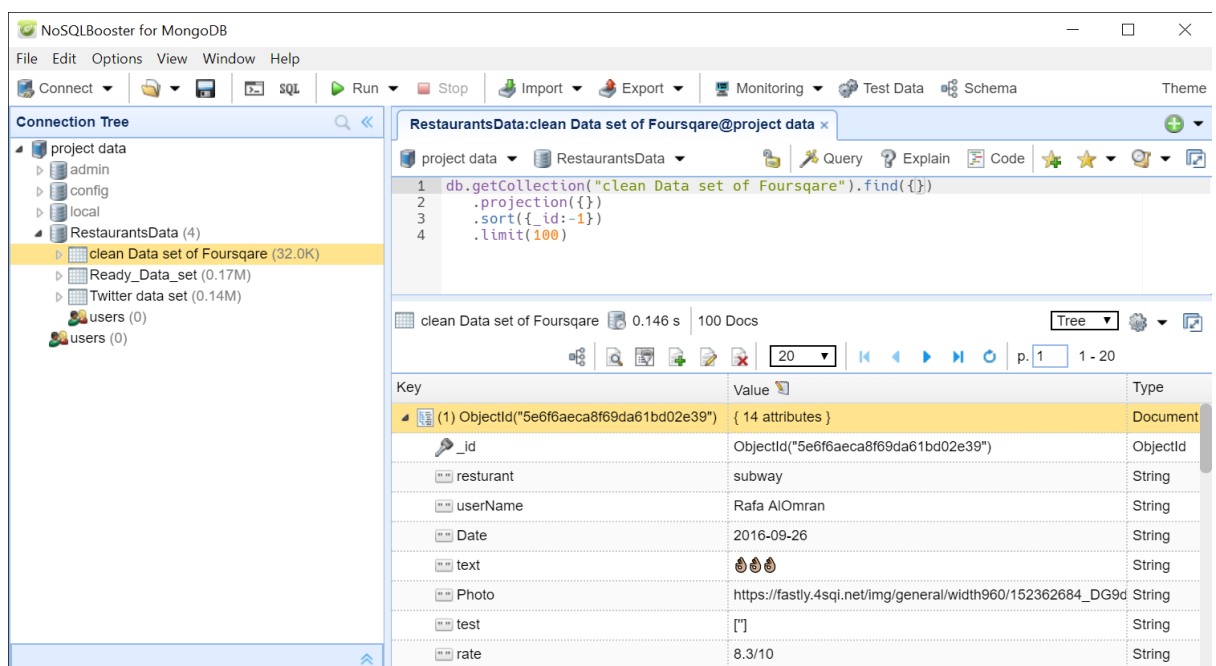 NoSQLBooster for MongoDB
File Edit Options View Window Help
Connect SQL Run Stop Import Export Monitoring Test Data Schema Theme
Connection Tree
project data
admin
config
local
RestaurantsData (4)
clean Data set of Foursqare (32.0K)
Ready_Data_set (0.17M)
Twitter data set (0.14M)
users (0)
users (0)
RestaurantsData:clean Data set of Foursqare@project data ×
project data RestaurantsData Query Explain Code
1 db.getCollection("clean Data set of Foursqare").find({})
2 .projection({})
3 .sort({_id:-1})
4 .limit(100)
clean Data set of Foursqare 0.146 s 100 Docs Tree
20 p. 1 1 - 20
Key Value Type
(1) ObjectId("5e6f6aeca8f69da61bd02e39") { 14 attributes } Document
_id ObjectId("5e6f6aeca8f69da61bd02e39") ObjectId
resturant subway String
userName Rafa AlOmran String
Date 2016-09-26 String
text 👌🏽👌🏽👌🏽 String
Photo https://fastly.4sqi.net/img/general/width960/152362684_DG9d String
test [''] String
rate 8.3/10 String